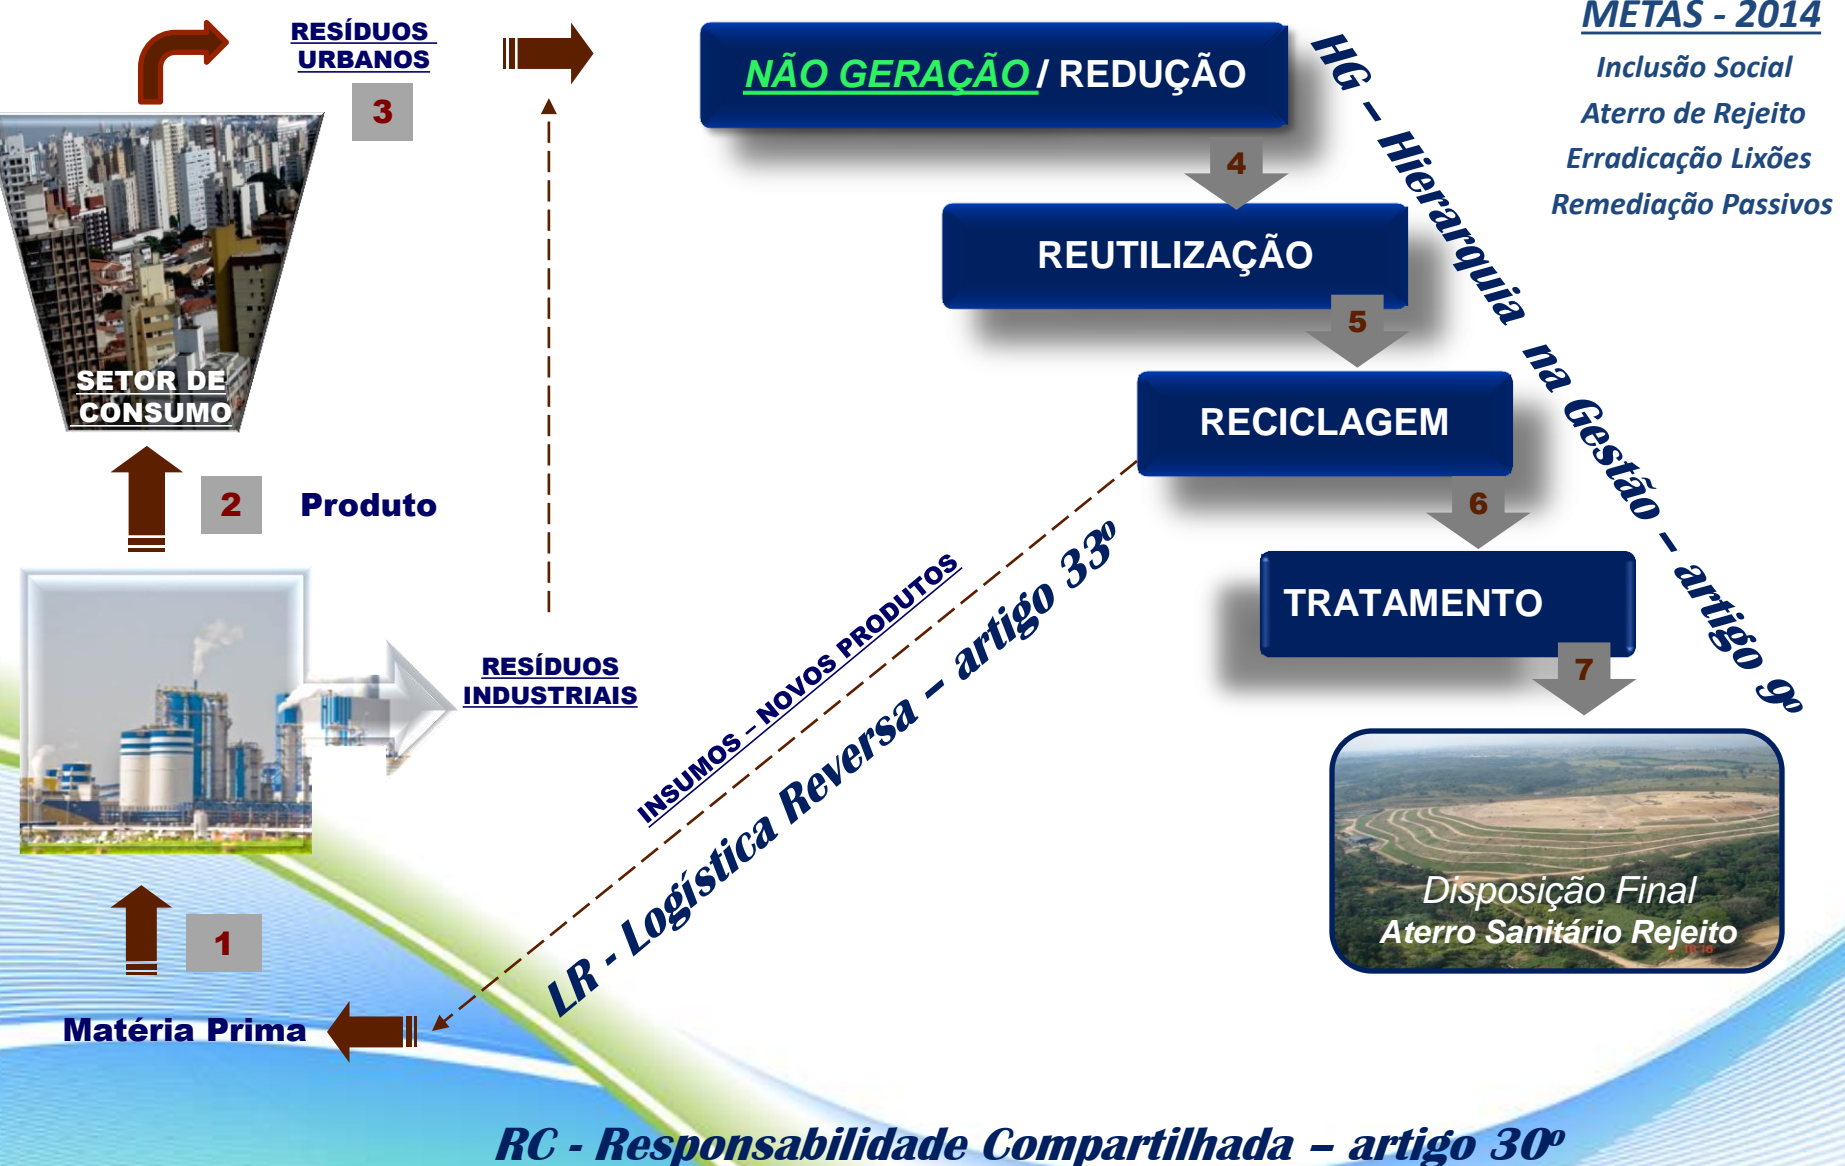 METAS - 2014
Inclusão Social
Aterro de Rejeito
Erradicação Lixões
Remediação Passivos
RESÍDUOS
URBANOS
3
NÃO GERAÇÃO / REDUÇÃO
4
REUTILIZAÇÃO
5
RECICLAGEM
6
TRATAMENTO
7
Disposição Final
Aterro Sanitário Rejeito
HG – Hierarquia na Gestão – artigo 9º
SETOR DE
CONSUMO
2
Produto
RESÍDUOS
INDUSTRIAIS
INSUMOS – NOVOS PRODUTOS
LR - Logística Reversa – artigo 33º
1
Matéria Prima
RC - Responsabilidade Compartilhada – artigo 30º